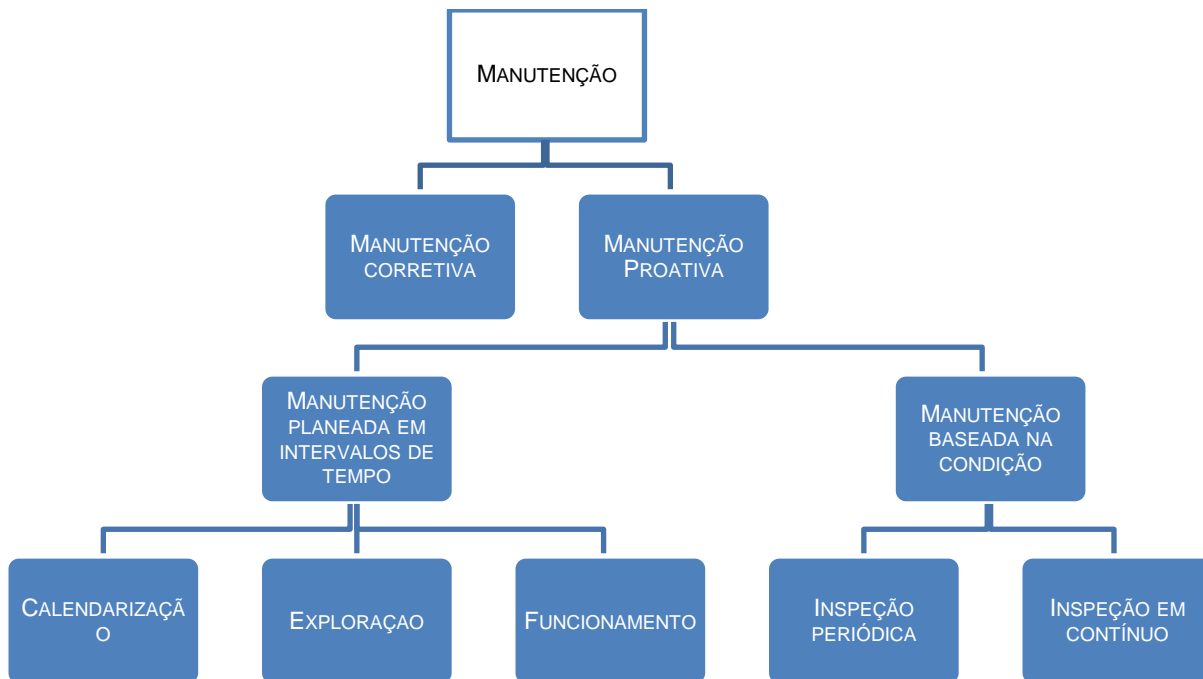 MANUTENÇÃO
MANUTENÇÃO
CORRETIVA
MANUTENÇÃO
PROATIVA
MANUTENÇÃO
PLANEADA EM
INTERVALOS DE
TEMPO
MANUTENÇÃO
BASEADA NA
CONDIÇÃO
CALENDARIZAÇÃ
O
EXPLORAÇAO
FUNCIONAMENTO
INSPEÇÃO
PERIÓDICA
INSPEÇÃO EM
CONTÍNUO